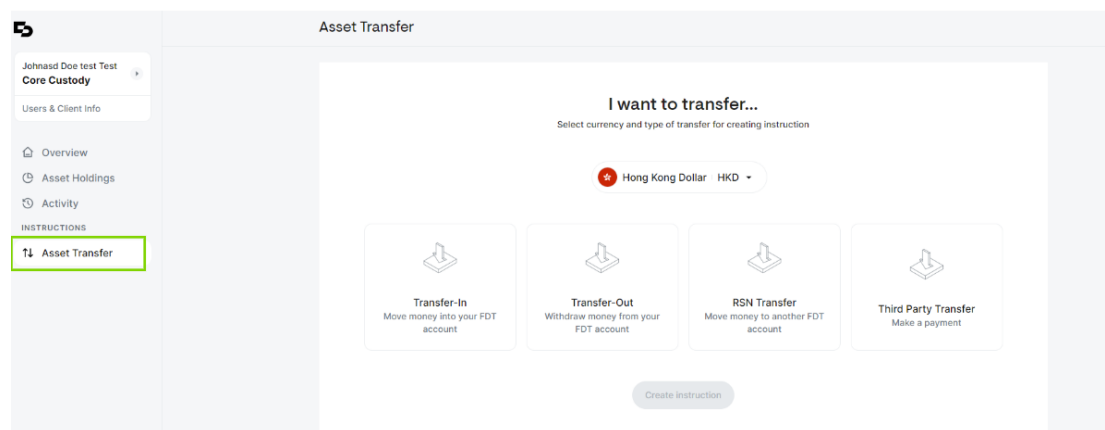 Asset Transfer
Johnasd Doe test Test
Core Custody
Users & Client Info
Overview
Asset Holdings
Activity
INSTRUCTIONS
Asset Transfer
I want to transfer...
Select currency and type of transfer for creating instruction
Hong Kong Dollar HKD
Transfer-In
Move money into your FDT
account
Transfer-Out
Withdraw money from your
FDT account
RSN Transfer
Move money to another FDT
account
Third Party Transfer
Make a payment
Create instruction